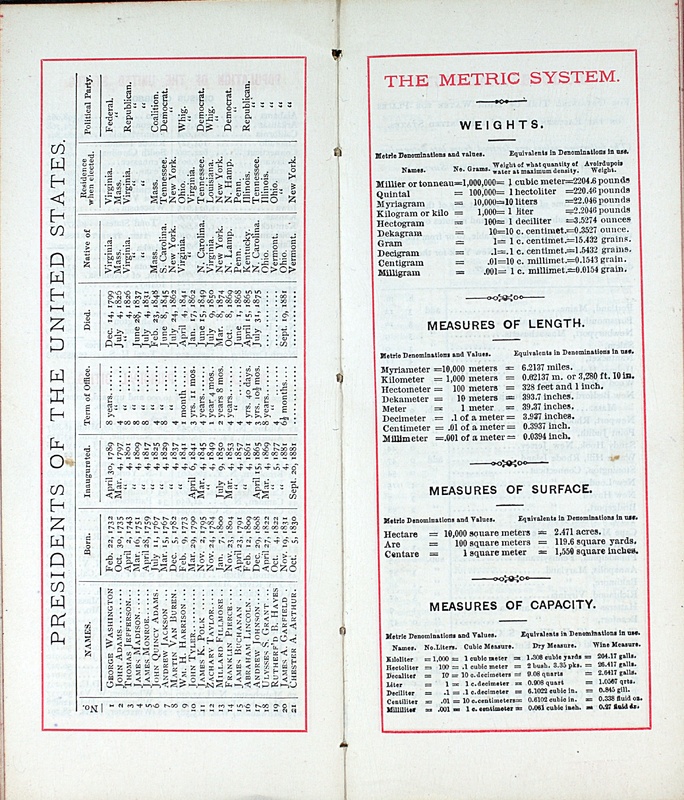 PRESIDENTS OF THE UNITED STATES.
No. NAMES. Born. Inaugurated. Term of Office. Died. Native of Residence when elected. Political Party.
1 GEORGE WASHINGTON Feb. 22, 1732 April 30, 1789 8 years........ Dec. 14, 1799 Virginia. Virginia. Federal.
2 JOHN ADAMS......... Oct. 30, 1735 Mar. 4, 1797 4 " ........ July 4, 1826 Mass. Mass. "
3 THOMAS JEFFERSON... April 2, 1743 " 4, 1801 8 " ........ " 4, 1826 Virginia. Virginia. Republican.
4 JAMES MADISON...... Mar. 16, 1751 " 4, 1809 8 " ........ June 28, 1837 " " "
5 JAMES MONROE...... April 28, 1759 " 4, 1817 8 " ........ July 4, 1831 " " "
6 JOHN QUINCY ADAMS. July 11, 1767 " 4, 1825 4 " ........ Feb. 23, 1848 Mass. Mass. Coalition.
7 ANDREW JACKSON ... Mar. 15, 1767 " 4, 1829 8 " ........ June 8, 1845 S. Carolina. Tennessee. Democrat.
8 MARTIN VAN BUREN. Dec. 5, 1782 " 4, 1837 4 " ........ July 24, 1862 New York. New York. "
9 WM. H. HARRISON ... Feb. 9, 1773 " 4, 1841 1 month ...... April 4, 1841 Virginia. Ohio. Whig.
10 JOHN TYLER......... Mar. 29, 1790 April 6, 1841 3 yrs. 11 mos. Jan. 17, 1862 " Virginia. "
11 JAMES K. POLK ..... Nov. 2, 1795 Mar. 4, 1845 4 years........ June 15, 1849 N. Carolina. Tennessee. Democrat.
12 ZACHARY TAYLOR... Nov. 24, 1784 " 4, 1849 1 year 4 mos. July 9, 1850 Virginia. Louisiana. Whig.
13 MILLARD FILLMORE . Jan. 7, 1800 July 9, 1850 2 years 8 mos. Mar. 8, 1874 New York. New York. "
14 FRANKLIN PIERCE... Nov. 23, 1804 Mar. 4, 1853 4 years........ Oct. 8, 1869 N. Lamp. N. Hamp. Democrat.
15 JAMES BUCHANAN ... April 23, 1791 " 4, 1857 4 " ........ June 1, 1868 Penn. Penn. "
16 ABRAHAM LINCOLN .. Feb. 12, 1809 " 4, 1861 4 yrs. 40 days. April 15, 1865 Kentucky. Illinois. Republican.
17 ANDREW JOHNSON.... Dec. 29, 1808 April 15, 1865 3 yrs. 10½ mos. July 31, 1875 N. Carolina. Tennessee. "
18 ULYSSES S. GRANT ... April 27, 1822 Mar. 4, 1869 8 years........ Ohio. Illinois. "
19 RUTHERF'D B. HAYES Oct. 4, 1822 " 4, 1877 4 " ........ Vermont. Ohio. "
20 JAMES A. GARFIELD Nov. 19, 1831 " 4, 1881 6½ months..... Sept. 19, 1881 Ohio. " "
21 CHESTER A. ARTHUR. Oct. 5, 1830 Sept. 20, 1881 Vermont. New York. "
THE METRIC SYSTEM.
WEIGHTS.
Metric Denominations and values. Equivalents in Denominations in use.
Names. No. Grams. Weight of what quantity of water at maximum density. Avoirdupois Weight.
Millier or tonneau=1,000,000= 1 cubic meter=2204.6 pounds
Quintal = 100,000= 1 hectoliter =220.46 pounds
Myriagram = 10,000=10 liters =22.046 pounds
Kilogram or kilo = 1,000= 1 liter =2.2046 pounds
Hectogram = 100= 1 deciliter =3.5274 ounces
Dekagram = 10=10 c. centimet.=0.3527 ounce.
Gram = 1= 1 c. centimet.=15.432 grains.
Decigram = .1= .1 c. centimet.=1.5432 grains.
Centigram = .01=10 c. millimet.=0.1543 grain.
Milligram = .001= 1 c. millimet.=0.0154 grain.
MEASURES OF LENGTH.
Metric Denominations and Values. Equivalents in Denominations in use.
Myriameter =10,000 meters = 6.2137 miles.
Kilometer = 1,000 meters = 0.62137 m. or 3,280 ft. 10 in.
Hectometer = 100 meters = 328 feet and 1 inch.
Dekameter = 10 meters = 393.7 inches.
Meter = 1 meter = 39.37 inches.
Decimeter = .1 of a meter = 3.937 inches.
Centimeter = .01 of a meter = 0.3937 inch.
Millimeter =.001 of a meter = 0.0394 inch.
MEASURES OF SURFACE.
Metric Denominations and Values. Equivalents in Denominations in use.
Hectare = 10,000 square meters = 2.471 acres.
Are = 100 square meters = 119.6 square yards.
Centare = 1 square meter = 1,550 square inches.
MEASURES OF CAPACITY.
Metric Denominations and Values. Equivalents in Denominations in use.
Names. No. Liters. Cubic Measure. Dry Measure. Wine Measure.
Kiloliter =1,000 = 1 cubic meter = 1.308 cubic yards = 264.17 galls.
Hectoliter = 100 = .1 cubic meter = 2 bush. 3.35 pks. = 26.417 galls.
Decaliter = 10 = 10 c. decimeters = 9.08 quarts = 2.6417 galls.
Liter = 1 = 1 c. decimeter = 0.908 quart = 1.0567 qrts.
Deciliter = .1 = .1 c. decimeter = 6.1022 cubic in. = 0.845 gill.
Centiliter = .01 = 10 c. centimeters= 0.6102 cubic in. = 0.338 fluid oz.
Milliliter = .001 = 1 c. centimeter = 0.061 cubic inch. = 0.27 fluid dr.